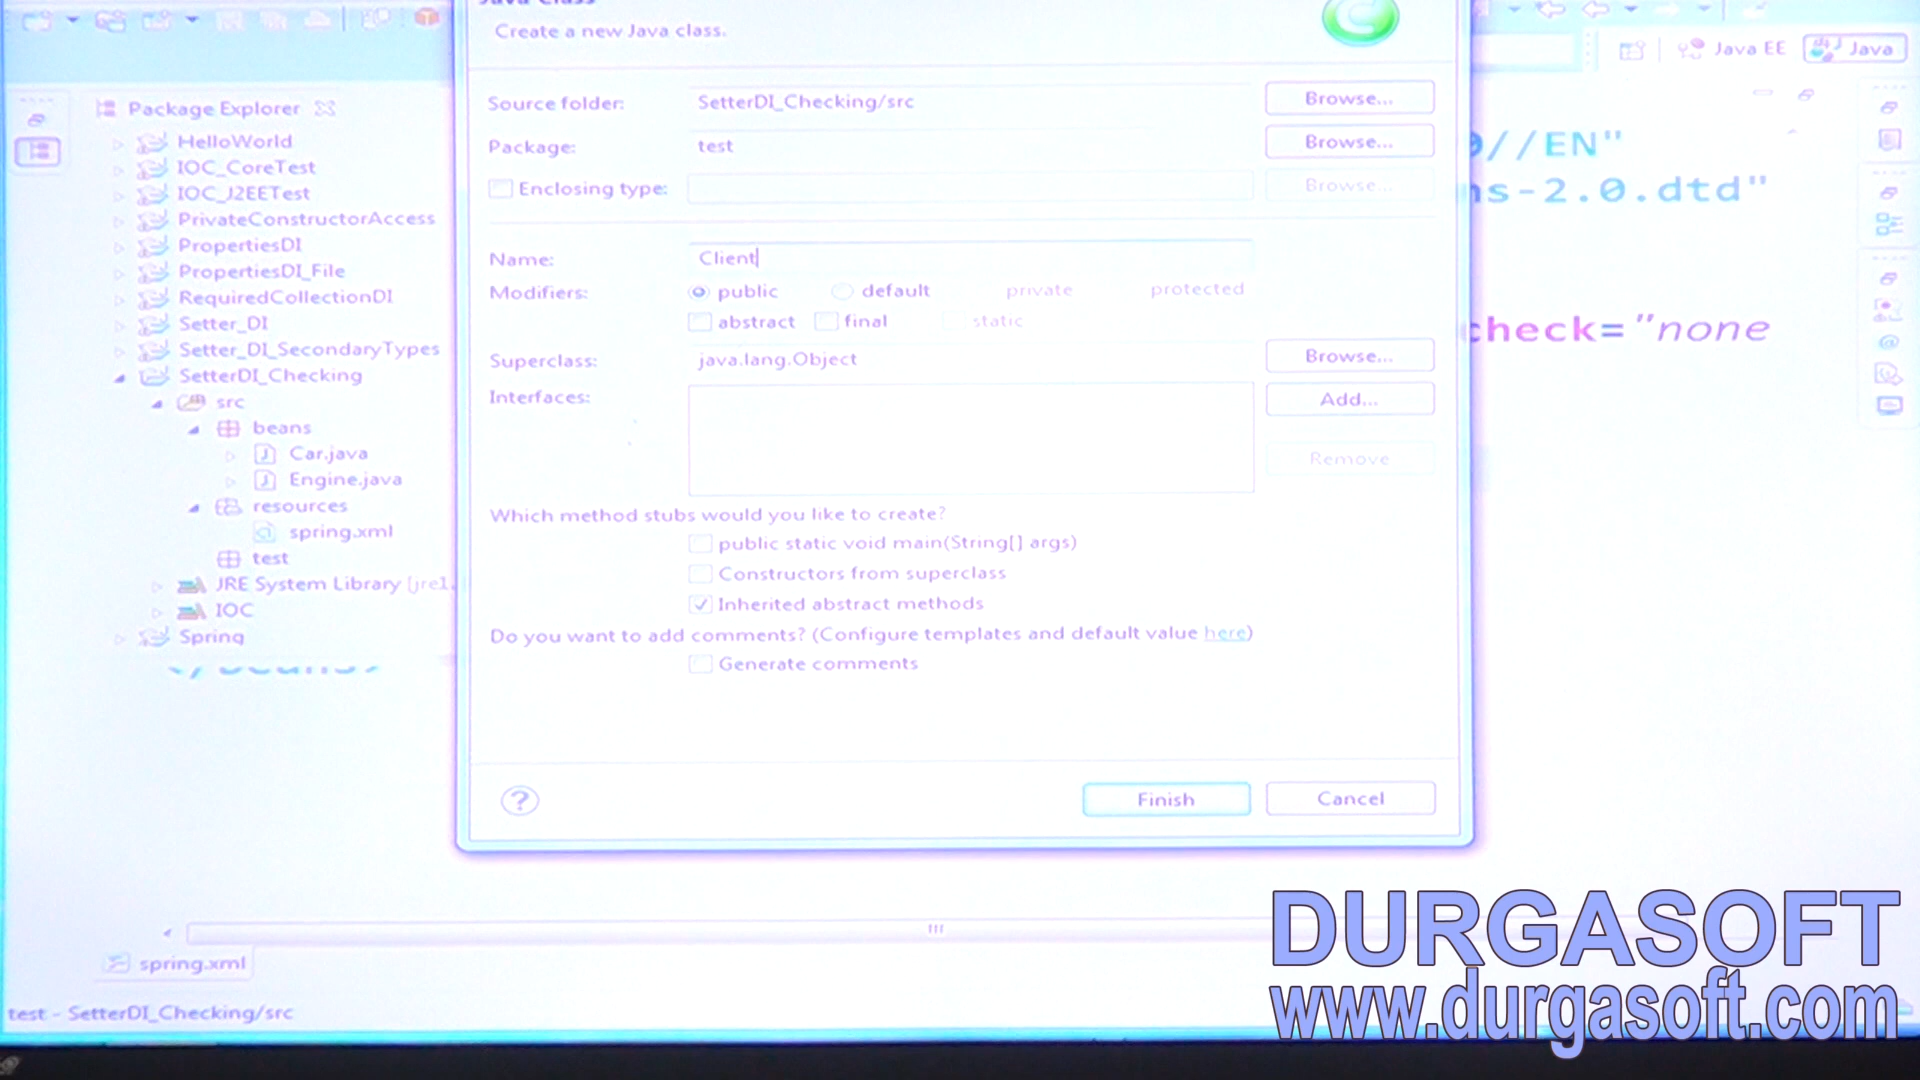 Create a new Java class.
Java EE
Java
Source folder:
SetterDI_Checking/src
Browse...
Package:
test
Browse...
Enclosing type:
Browse...
Name:
Client
Modifiers:
public
default
private
protected
abstract
final
static
Superclass:
java.lang.Object
Browse...
Interfaces:
Add...
Remove
Which method stubs would you like to create?
public static void main(String[] args)
Constructors from superclass
Inherited abstract methods
Do you want to add comments? (Configure templates and default value here)
Generate comments
Finish
Cancel
Package Explorer
HelloWorld
IOC_CoreTest
IOC_J2EETest
PrivateConstructorAccess
PropertiesDI
PropertiesDI_File
RequiredCollectionDI
Setter_DI
Setter_DI_SecondaryTypes
SetterDI_Checking
src
beans
Car.java
Engine.java
resources
spring.xml
test
JRE System Library [jre1.
IOC
Spring
//EN"
ns-2.0.dtd"
check="none
spring.xml
test - SetterDI_Checking/src
DURGASOFT
www.durgasoft.com